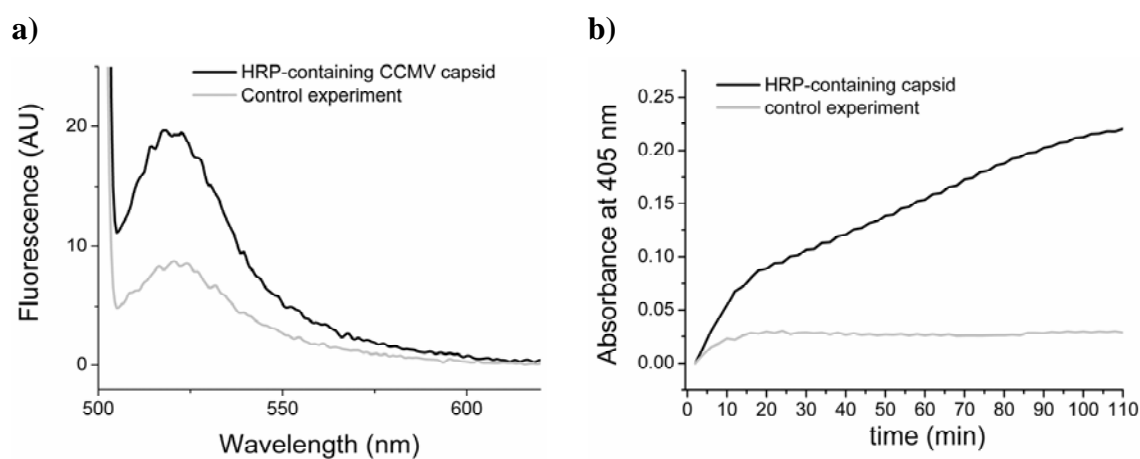 a)
HRP-containing CCMV capsid
Control experiment
Fluorescence (AU)
20
10
0
500
550
600
Wavelength (nm)
b)
HRP-containing capsid
control experiment
Absorbance at 405 nm
0.25
0.20
0.15
0.10
0.05
0.00
0 10 20 30 40 50 60 70 80 90 100 110
time (min)